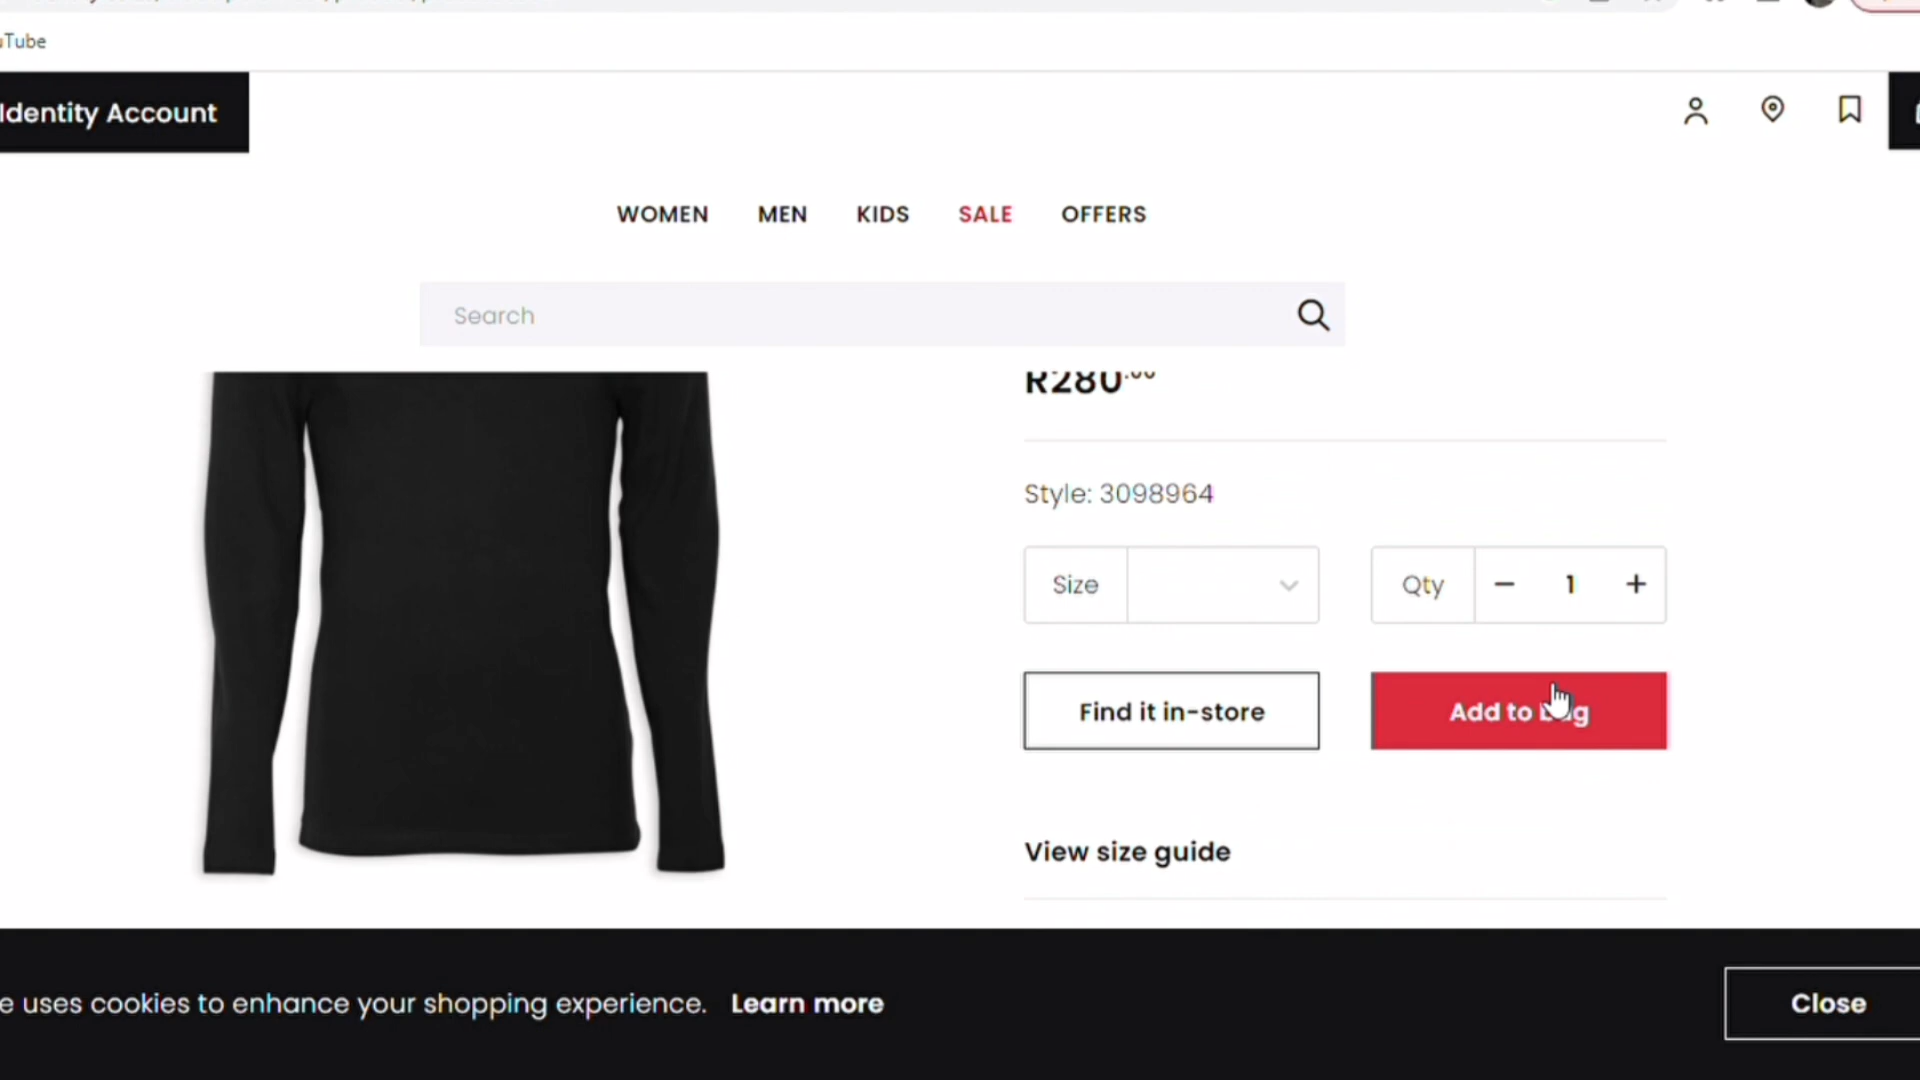 Tube
Identity Account
WOMEN MEN KIDS SALE OFFERS
Search
R280.00
Style: 3098964
Size
Qty − 1 +
Find it in-store
Add to bag
View size guide
e uses cookies to enhance your shopping experience. Learn more
Close